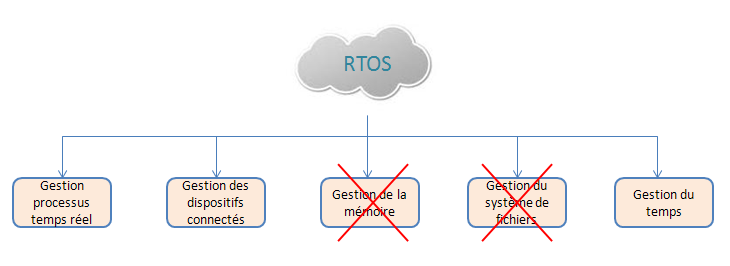 RTOS
Gestion
processus
temps réel
Gestion des
dispositifs
connectés
Gestion de la
mémoire
Gestion du
système de
fichiers
Gestion du
temps